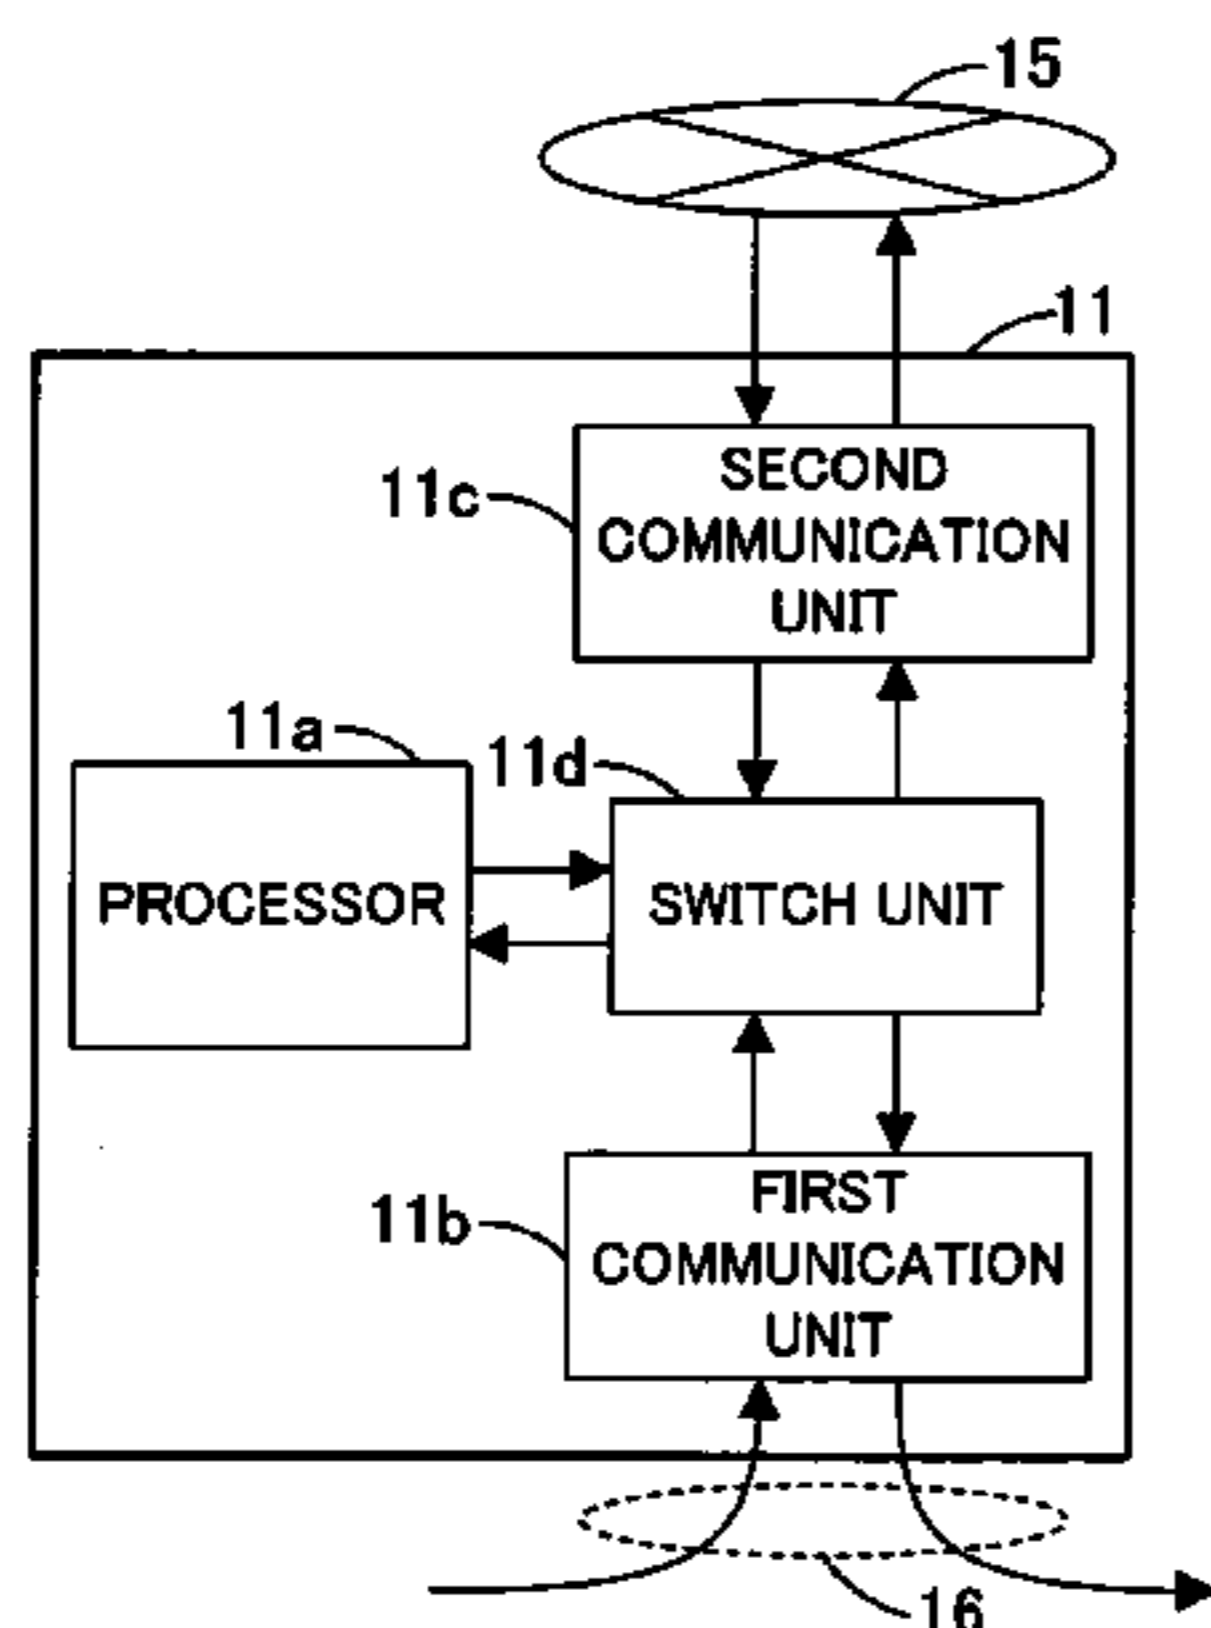 15
11
11c
SECOND
COMMUNICATION
UNIT
11a
11d
PROCESSOR
SWITCH UNIT
11b
FIRST
COMMUNICATION
UNIT
16